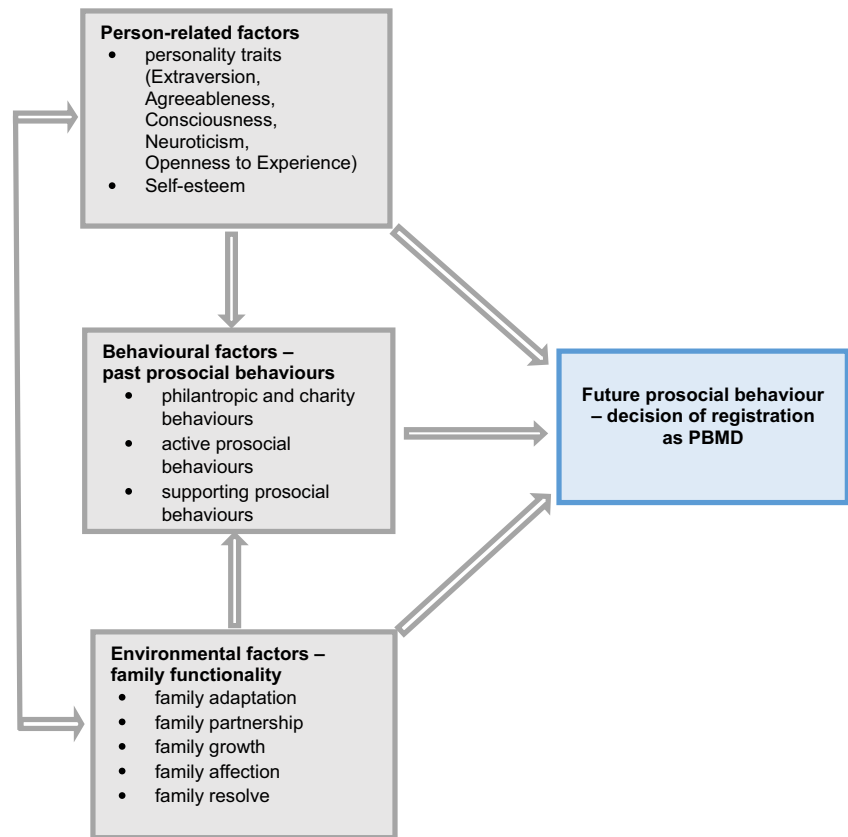 Person-related factors
• personality traits
(Extraversion,
Agreeableness,
Consciousness,
Neuroticism,
Openness to Experience)
• Self-esteem
Behavioural factors –
past prosocial behaviours
• philantropic and charity
behaviours
• active prosocial
behaviours
• supporting prosocial
behaviours
Future prosocial behaviour
– decision of registration
as PBMD
Environmental factors –
family functionality
• family adaptation
• family partnership
• family growth
• family affection
• family resolve